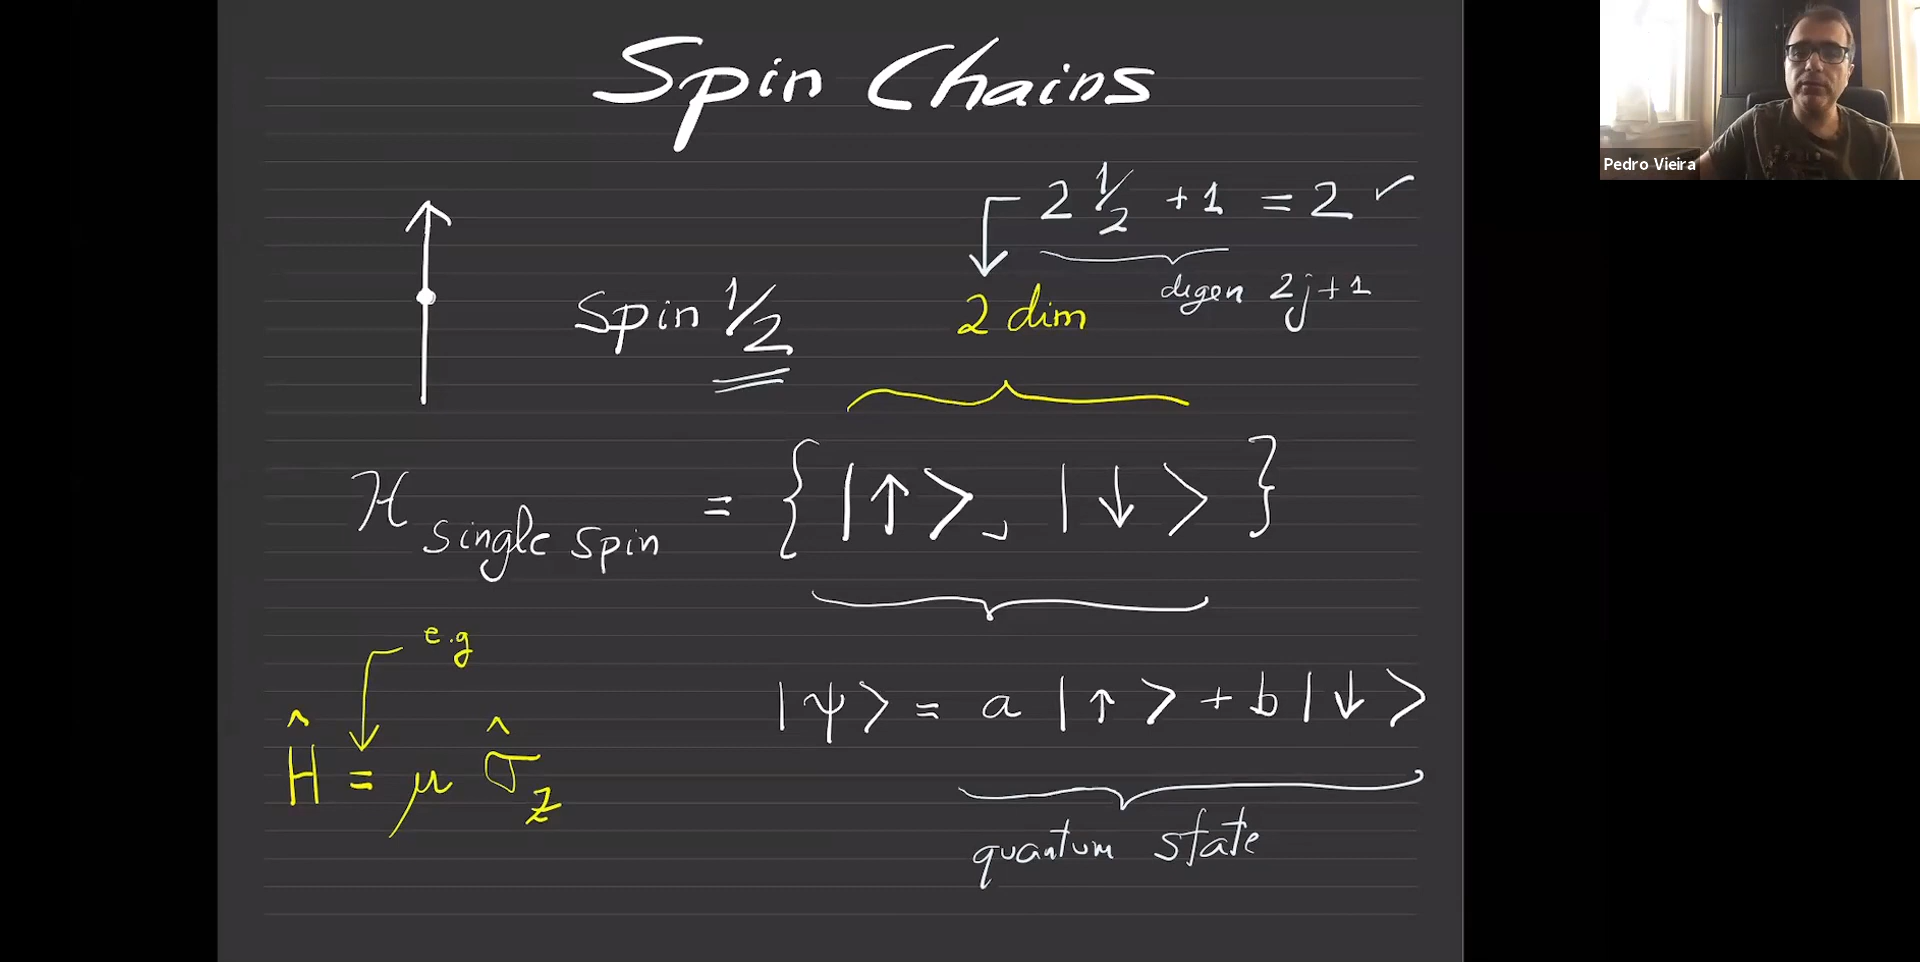 Spin Chains
Pedro Vieira
2 1/2 + 1 = 2 ✓
degen 2j+1
Spin 1/2
2 dim
ℋ single spin = { |↑>, |↓> }
e.g
Ĥ = μ σ̂_z
|ψ> = a |↑> + b |↓>
quantum state